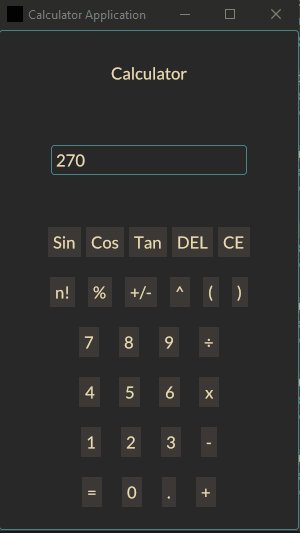 Calculator Application
Calculator
270
Sin Cos Tan DEL CE
n! % +/- ^ ( )
7 8 9 ÷
4 5 6 x
1 2 3 -
= 0 . +